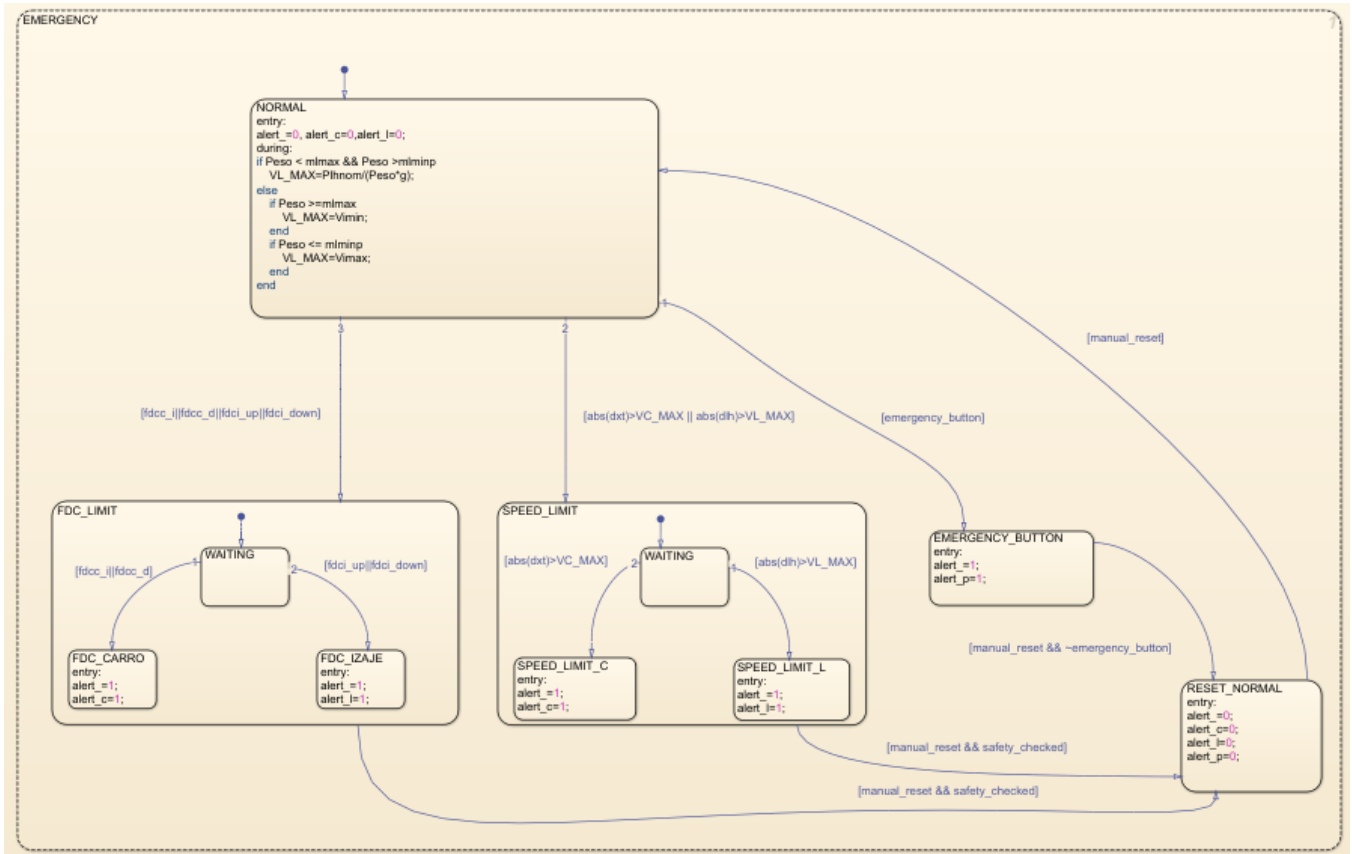 EMERGENCY
1
NORMAL
entry:
alert_=0, alert_c=0,alert_l=0;
during:
if Peso < mlmax && Peso >mlminp
VL_MAX=Plhnom/(Peso*g);
else
if Peso >=mlmax
VL_MAX=Vimin;
end
if Peso <= mlminp
VL_MAX=Vimax;
end
end
1
3
2
[manual_reset]
[fdcc_i||fdcc_d||fdci_up||fdci_down]
[abs(dxt)>VC_MAX || abs(dlh)>VL_MAX]
[emergency_button]
FDC_LIMIT
WAITING
1
2
[fdcc_i||fdcc_d]
[fdci_up||fdci_down]
FDC_CARRO
entry:
alert_=1;
alert_c=1;
FDC_IZAJE
entry:
alert_=1;
alert_l=1;
SPEED_LIMIT
[abs(dxt)>VC_MAX]
WAITING
2
1
[abs(dlh)>VL_MAX]
SPEED_LIMIT_C
entry:
alert_=1;
alert_c=1;
SPEED_LIMIT_L
entry:
alert_=1;
alert_l=1;
EMERGENCY_BUTTON
entry:
alert_=1;
alert_p=1;
[manual_reset && ~emergency_button]
RESET_NORMAL
entry:
alert_=0;
alert_c=0;
alert_l=0;
alert_p=0;
[manual_reset && safety_checked]
[manual_reset && safety_checked]